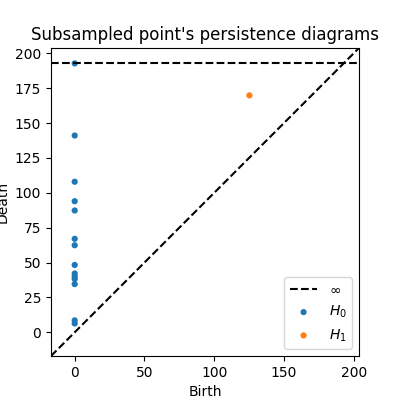 Subsampled point's persistence diagrams
200
175
150
125
100
75
50
25
0
Death
0 50 100 150 200
Birth
∞
H₀
H₁